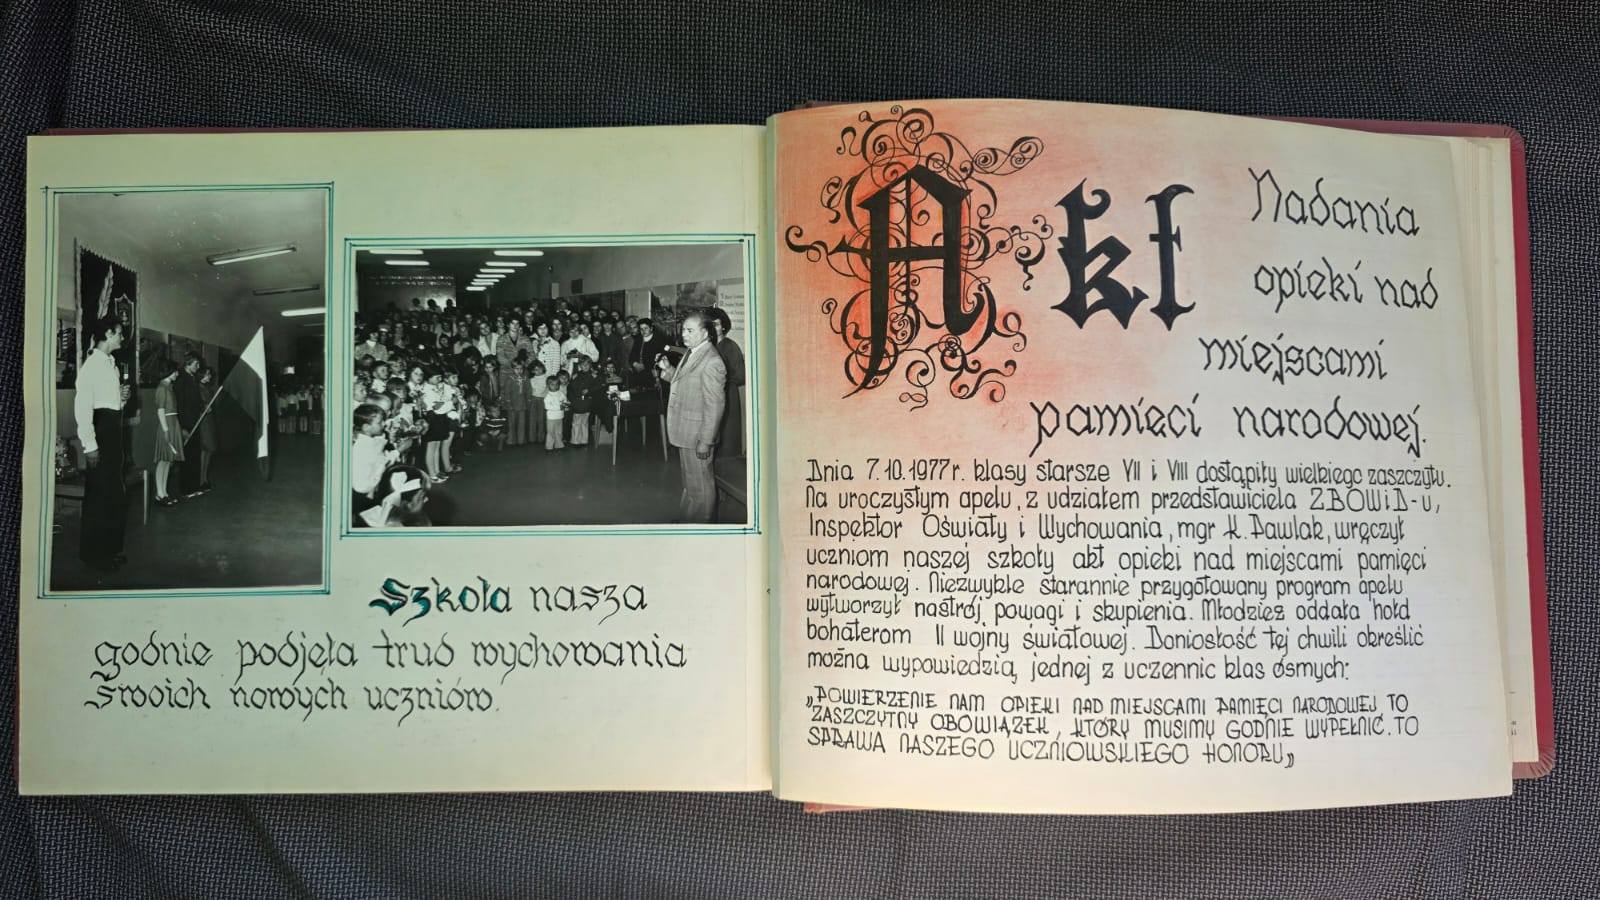 Szkoła nasza
godnie podjęła trud wychowania
swoich nowych uczniów.
Akt
Nadania
opieki nad
miejscami
pamięci narodowej.
Dnia 7.10.1977r. klasy starsze VII i VIII dostąpiły wielkiego zaszczytu.
Na uroczystym apelu, z udziałem przedstawiciela ZBOWiD-u,
Inspektor Oświaty i Wychowania, mgr K. Pawlak, wręczył
uczniom naszej szkoły akt opieki nad miejscami pamięci
narodowej. Niezwykle starannie przygotowany program apelu
wytworzył nastrój powagi i skupienia. Młodzież oddała hołd
bohaterom II wojny światowej. Doniosłość tej chwili określić
można wypowiedzią jednej z uczennic klas ósmych:
„POWIERZENIE NAM OPIEKI NAD MIEJSCAMI PAMIĘCI NARODOWEJ TO
ZASZCZYTNY OBOWIĄZEK, KTÓRY MUSIMY GODNIE WYPEŁNIĆ. TO
SPRAWA NASZEGO UCZNIOWSKIEGO HONORU„